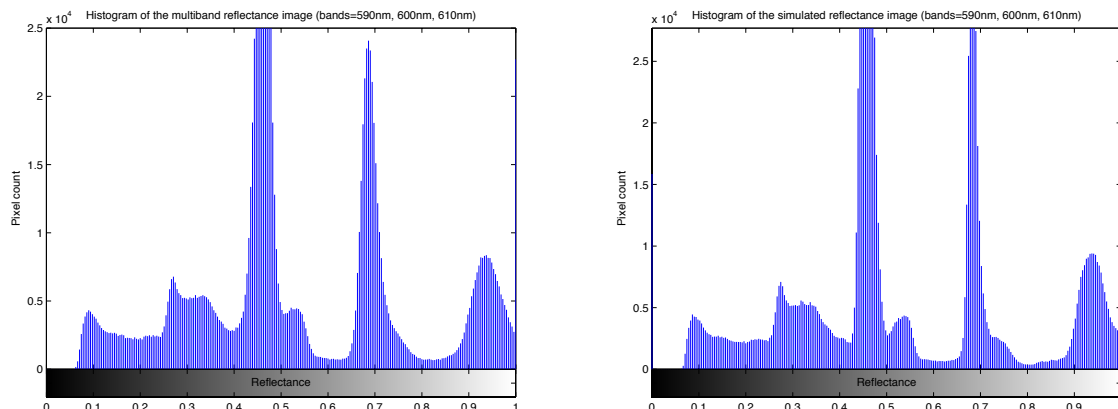 Histogram of the multiband reflectance image (bands=590nm, 600nm, 610nm)
x 10⁴
2.5
2
1.5
1
0.5
0
Pixel count
Reflectance
0 0.1 0.2 0.3 0.4 0.5 0.6 0.7 0.8 0.9 1
Histogram of the simulated reflectance image (bands=590nm, 600nm, 610nm)
x 10⁴
2.5
2
1.5
1
0.5
0
Pixel count
Reflectance
0 0.1 0.2 0.3 0.4 0.5 0.6 0.7 0.8 0.9